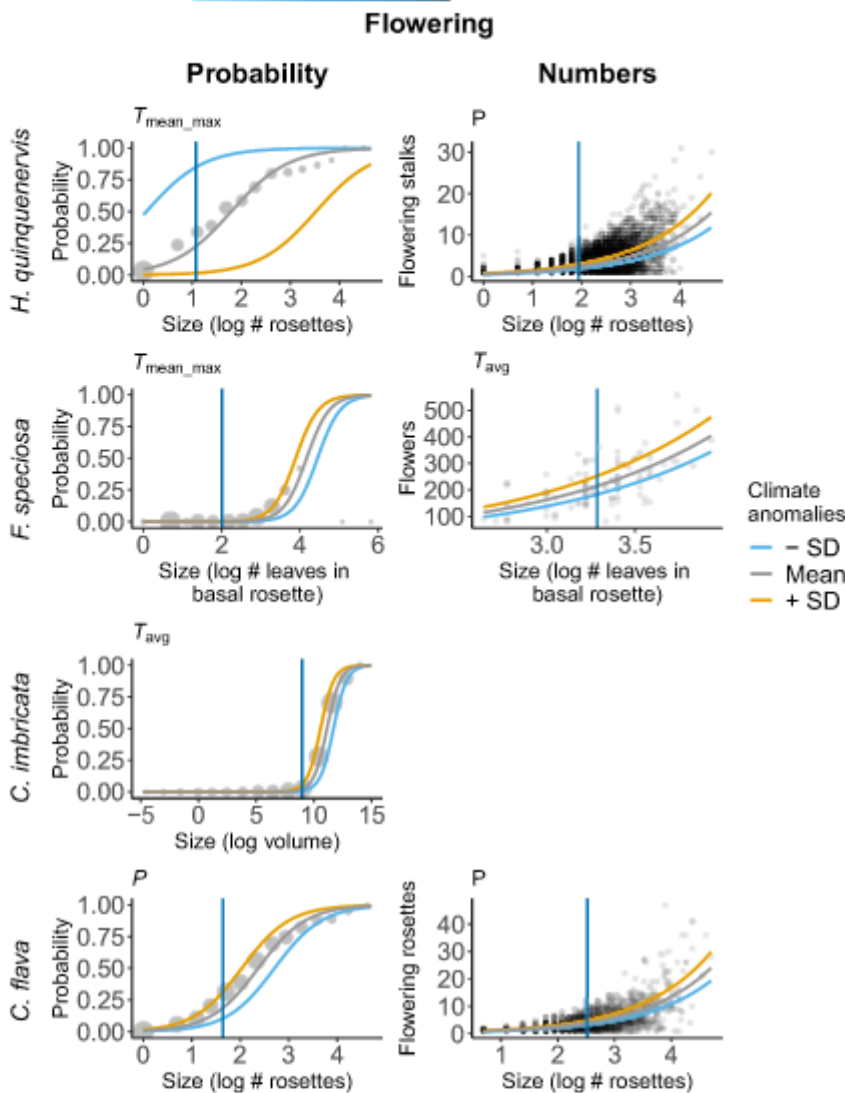 Flowering
Probability
Numbers
H. quinquenervis
T mean_max
1.00
0.75
0.50
0.25
0.00
Probability
0 1 2 3 4
Size (log # rosettes)
P
30
20
10
0
Flowering stalks
0 1 2 3 4
Size (log # rosettes)
F. speciosa
T mean_max
1.00
0.75
0.50
0.25
0.00
Probability
0 2 4 6
Size (log # leaves in
basal rosette)
T avg
500
400
300
200
100
Flowers
3.0 3.5
Size (log # leaves in
basal rosette)
Climate
anomalies
− SD
Mean
+ SD
C. imbricata
T avg
1.00
0.75
0.50
0.25
0.00
Probability
−5 0 5 10 15
Size (log volume)
C. flava
P
1.00
0.75
0.50
0.25
0.00
Probability
0 1 2 3 4
Size (log # rosettes)
P
40
30
20
10
0
Flowering rosettes
1 2 3 4
Size (log # rosettes)